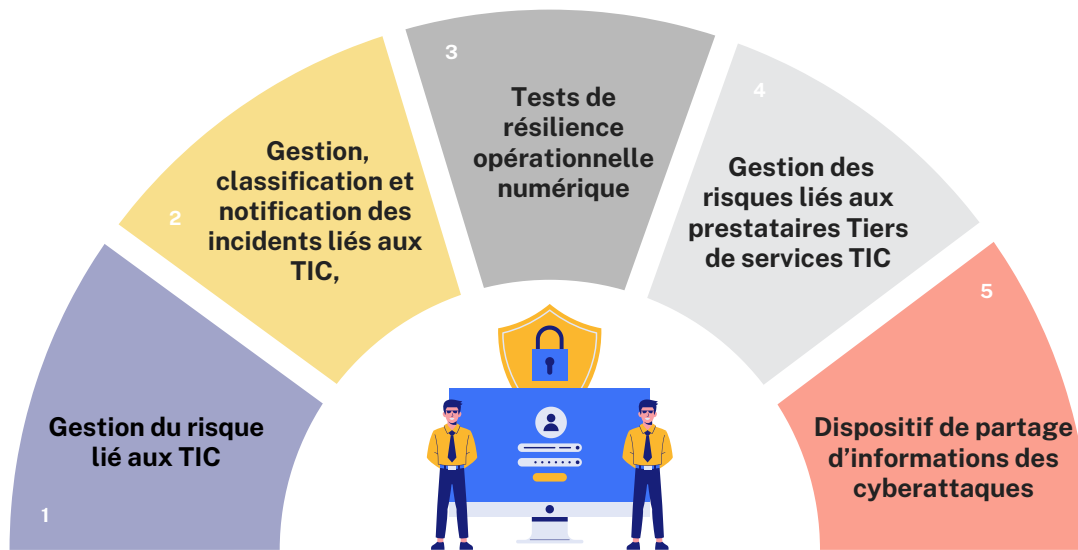 1
Gestion du risque
lié aux TIC
2
Gestion,
classification et
notification des
incidents liés aux
TIC,
3
Tests de
résilience
opérationnelle
numérique
4
Gestion des
risques liés aux
prestataires Tiers
de services TIC
5
Dispositif de partage
d’informations des
cyberattaques